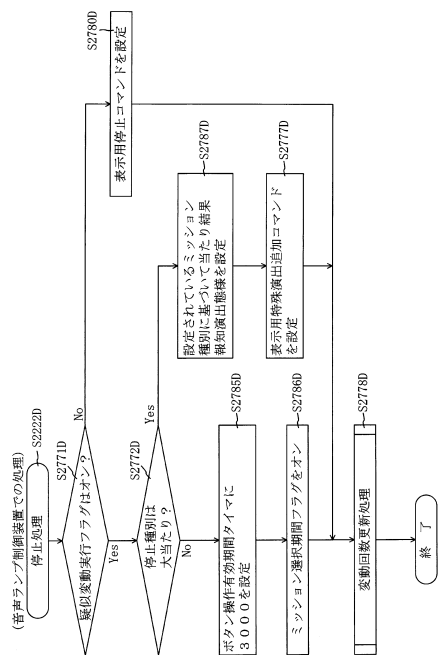 (音声ランプ制御装置での処理)
停止処理
S2222D
疑似変動実行フラグはオン?
S2771D
No
Yes
表示用停止コマンドを設定
S2780D
停止種別は
大当たり?
S2772D
Yes
No
設定されているミッション
種別に基づいて当たり結果
報知演出態様を設定
S2787D
表示用特殊演出追加コマンド
を設定
S2777D
ボタン操作有効期間タイマに
3000を設定
S2785D
ミッション選択期間フラグをオン
S2786D
変動回数更新処理
S2778D
終 了